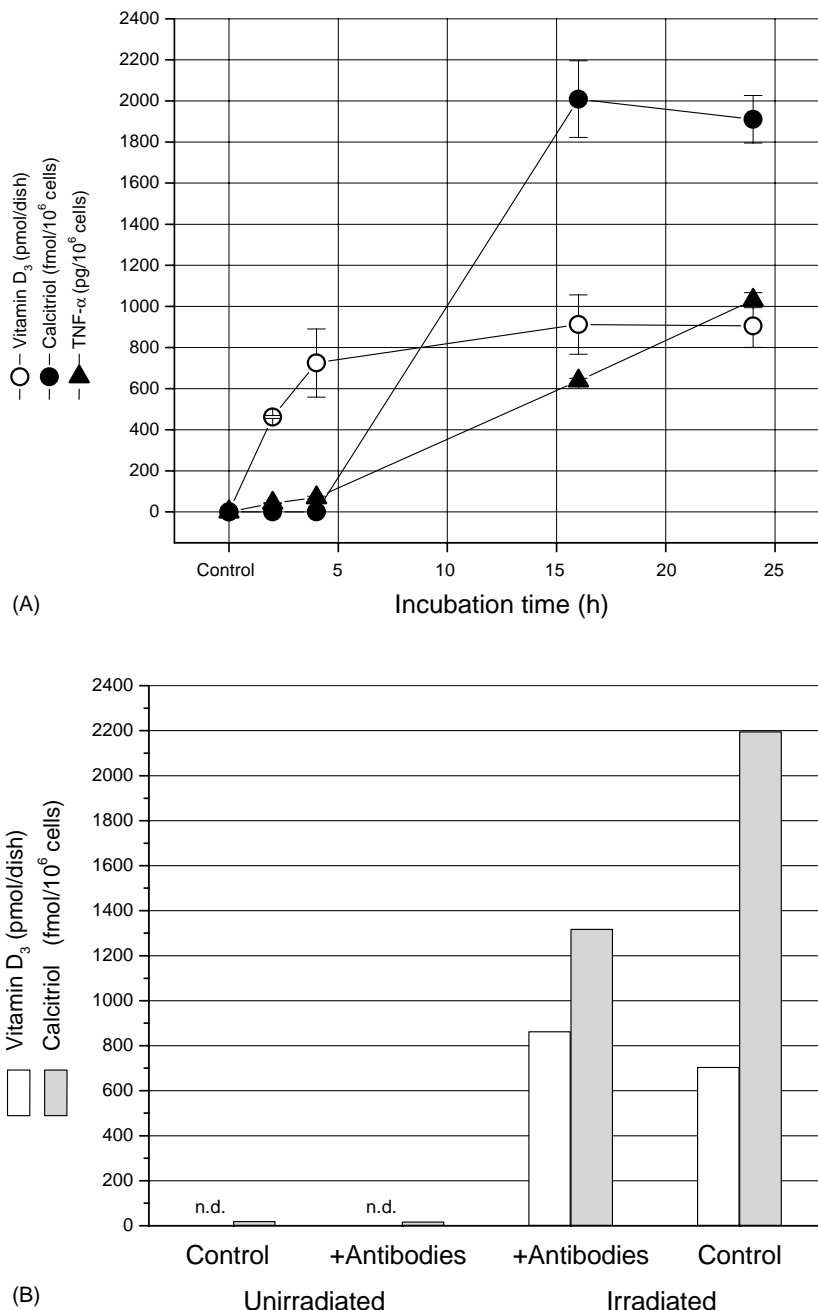 2400
2200
2000
1800
1600
1400
1200
1000
800
600
400
200
0
Vitamin D3 (pmol/dish)
Calcitriol (fmol/10^6 cells)
TNF-α (pg/10^6 cells)
Control 5 10 15 20 25
Incubation time (h)
(A)
2400
2200
2000
1800
1600
1400
1200
1000
800
600
400
200
0
Vitamin D3 (pmol/dish)
Calcitriol (fmol/10^6 cells)
n.d. n.d.
Control +Antibodies +Antibodies Control
Unirradiated Irradiated
(B)